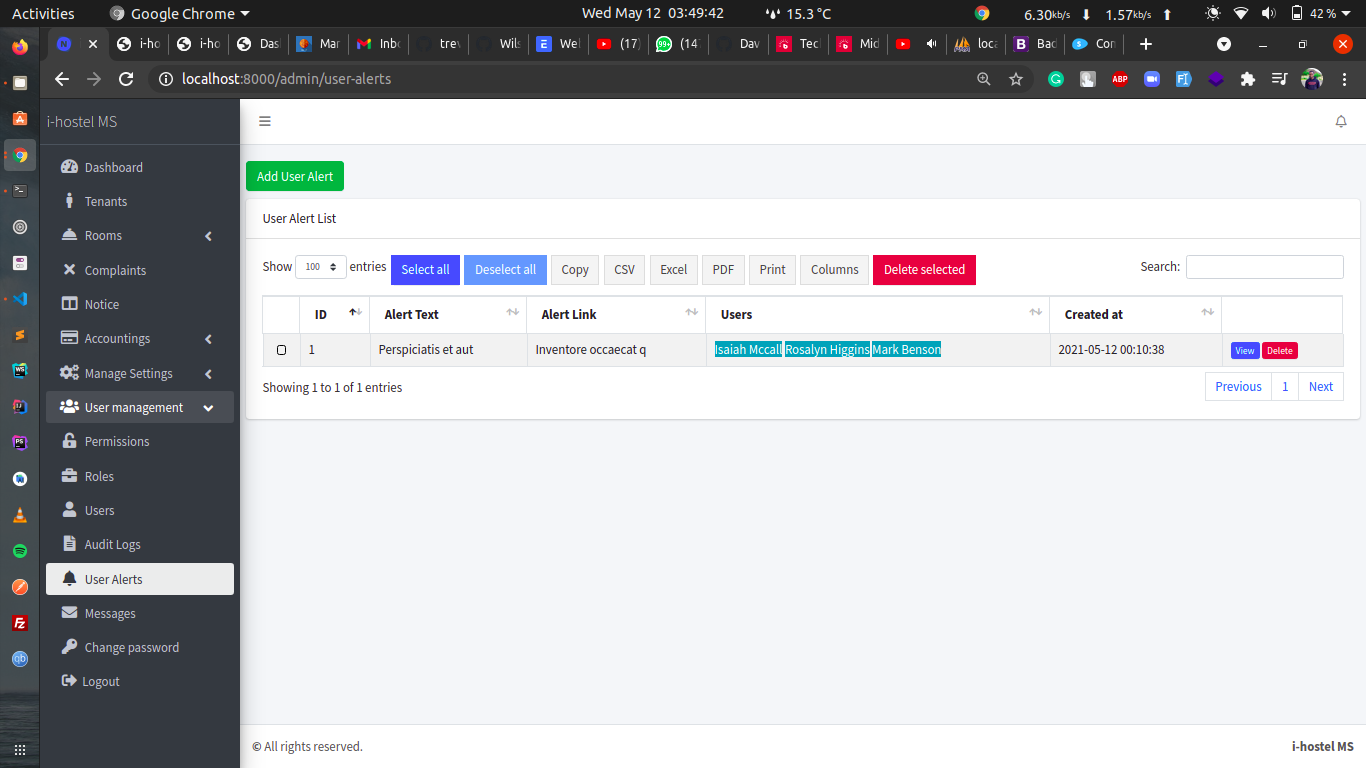 Activities Google Chrome Wed May 12 03:49:42 15.3 °C 6.30kb/s 1.57kb/s 42 %
i-ho i-ho Das Mar Inbo trev Wils Wel (17) (14 Dav Tecl Mid loca Bad Con
localhost:8000/admin/user-alerts
i-hostel MS
Dashboard
Tenants
Rooms
Complaints
Notice
Accountings
Manage Settings
User management
Permissions
Roles
Users
Audit Logs
User Alerts
Messages
Change password
Logout
Add User Alert
User Alert List
Show 100 entries Select all Deselect all Copy CSV Excel PDF Print Columns Delete selected Search:
ID Alert Text Alert Link Users Created at
1 Perspiciatis et aut Inventore occaecat q Isaiah Mccall Rosalyn Higgins Mark Benson 2021-05-12 00:10:38 View Delete
Showing 1 to 1 of 1 entries Previous 1 Next
© All rights reserved. i-hostel MS